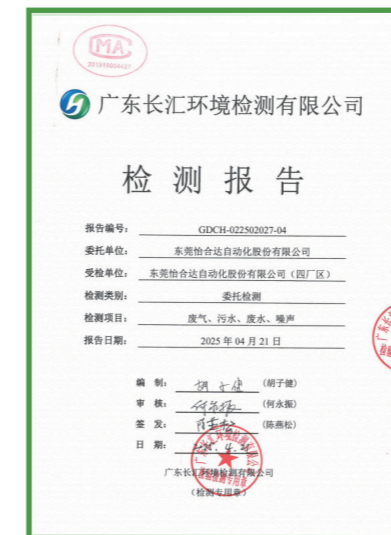 MA
广东长汇环境检测有限公司
检测报告
报告编号： GDCH-022502027-04
委托单位： 东莞怡合达自动化股份有限公司
受检单位： 东莞怡合达自动化股份有限公司（四厂区）
检测类别： 委托检测
检测项目： 废气、污水、废水、噪声
报告日期： 2025 年 04 月 21 日
编 制： 胡子健 （胡子健）
审 核： （何永振）
签 发： （陈燕松）
日 期：
广东长汇环境检测有限公司
（检测专用章）